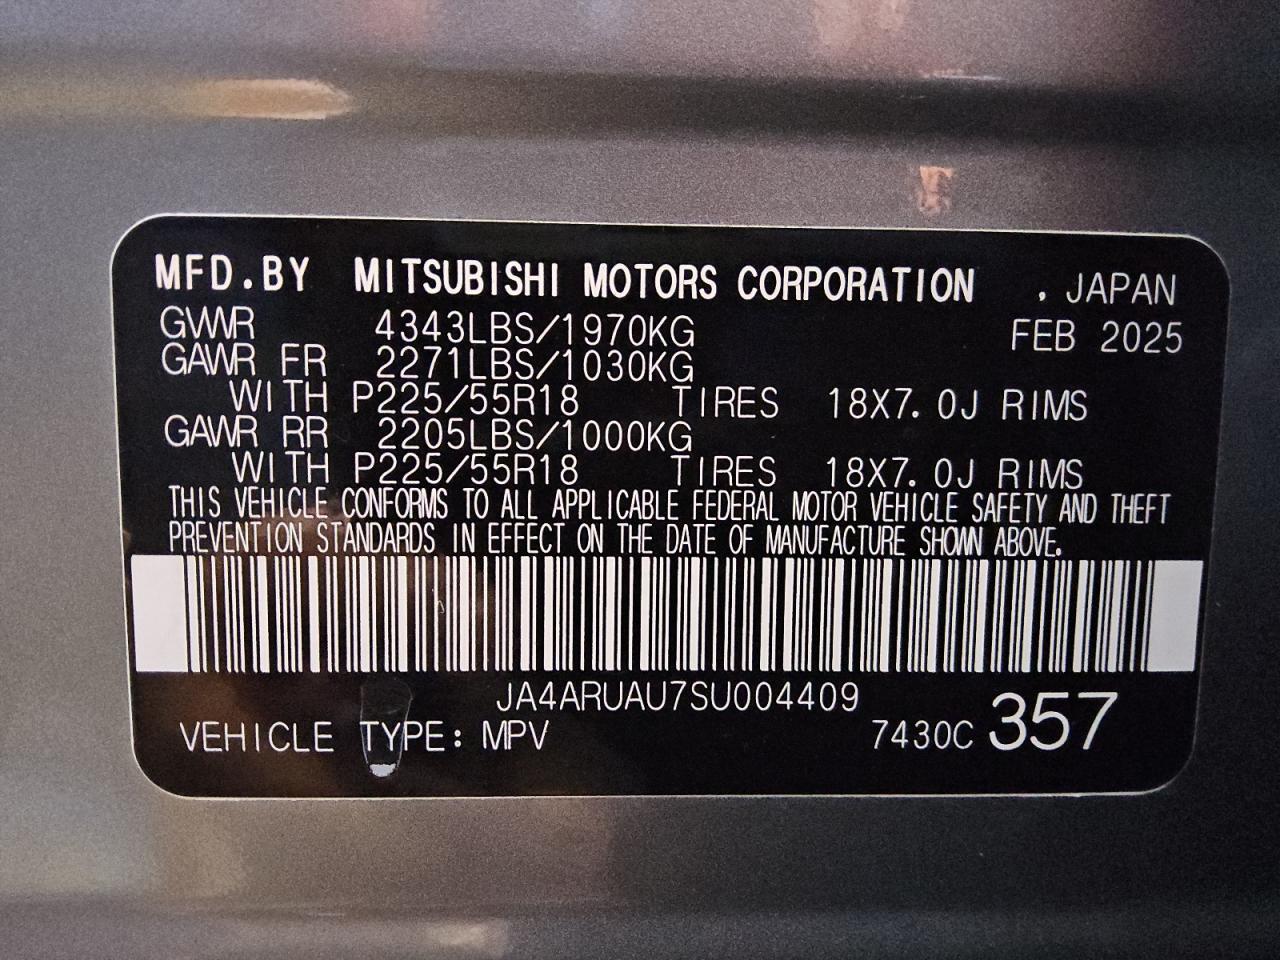 MFD.BY MITSUBISHI MOTORS CORPORATION . JAPAN
GVWR 4343LBS/1970KG FEB 2025
GAWR FR 2271LBS/1030KG
WITH P225/55R18 TIRES 18X7.0J RIMS
GAWR RR 2205LBS/1000KG
WITH P225/55R18 TIRES 18X7.0J RIMS
THIS VEHICLE CONFORMS TO ALL APPLICABLE FEDERAL MOTOR VEHICLE SAFETY AND THEFT
PREVENTION STANDARDS IN EFFECT ON THE DATE OF MANUFACTURE SHOWN ABOVE.
JA4ARUAU7SU004409
VEHICLE TYPE: MPV 7430C 357